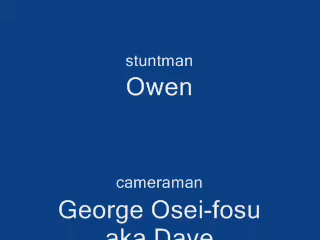 stuntman
Owen
cameraman
George Osei-fosu
aka Dave